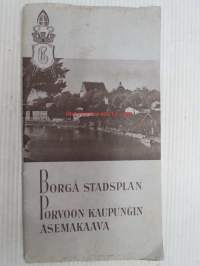 BORGÅ STADSPLAN
PORVOON KAUPUNGIN
ASEMAKAAVA